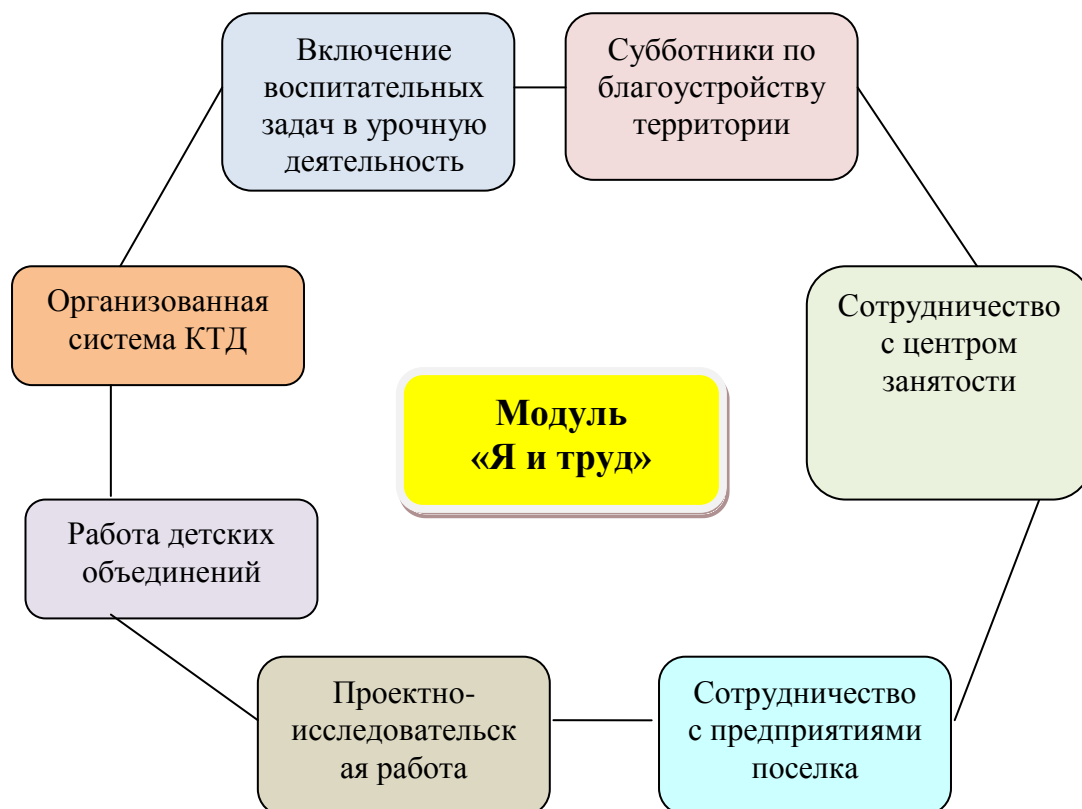 Включение
воспитательных
задач в урочную
деятельность
Субботники по
благоустройству
территории
Организованная
система КТД
Сотрудничество
с центром
занятости
Модуль
«Я и труд»
Работа детских
объединений
Проектно-
исследовательск
ая работа
Сотрудничество
с предприятиями
поселка